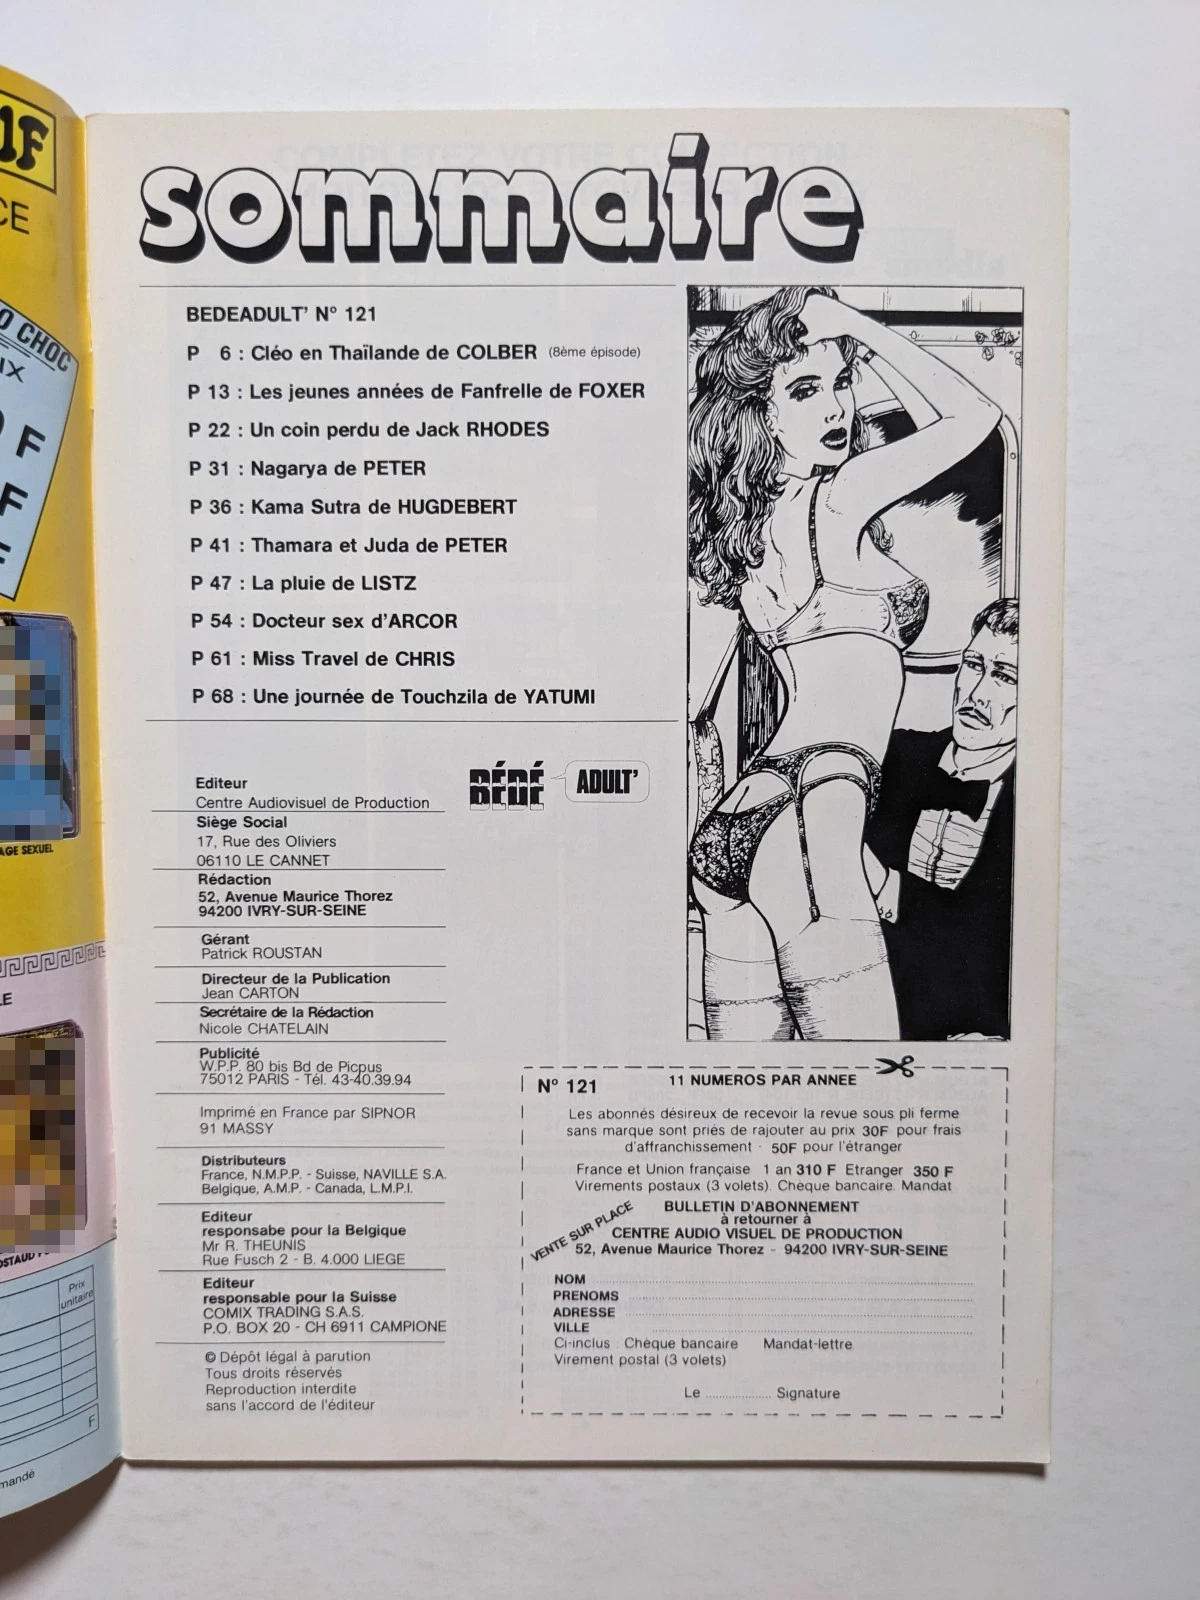 1F
CE
O CHOC
IX
F
F
AGE SEXUEL
LE
Prix
unitaire
F
mandé
sommaire
BEDEADULT' N° 121
P 6 : Cléo en Thaïlande de COLBER (8ème épisode)
P 13 : Les jeunes années de Fanfrelle de FOXER
P 22 : Un coin perdu de Jack RHODES
P 31 : Nagarya de PETER
P 36 : Kama Sutra de HUGDEBERT
P 41 : Thamara et Juda de PETER
P 47 : La pluie de LISTZ
P 54 : Docteur sex d'ARCOR
P 61 : Miss Travel de CHRIS
P 68 : Une journée de Touchzila de YATUMI
BÉDÉ ADULT'
Editeur
Centre Audiovisuel de Production
Siège Social
17, Rue des Oliviers
06110 LE CANNET
Rédaction
52, Avenue Maurice Thorez
94200 IVRY-SUR-SEINE
Gérant
Patrick ROUSTAN
Directeur de la Publication
Jean CARTON
Secrétaire de la Rédaction
Nicole CHATELAIN
Publicité
W.P.P. 80 bis Bd de Picpus
75012 PARIS - Tél. 43-40.39.94
Imprimé en France par SIPNOR
91 MASSY
Distributeurs
France, N.M.P.P. - Suisse, NAVILLE S.A.
Belgique, A.M.P. - Canada, L.M.P.I.
Editeur
responsabe pour la Belgique
Mr R. THEUNIS
Rue Fusch 2 - B. 4.000 LIEGE
Editeur
responsable pour la Suisse
COMIX TRADING S.A.S.
P.O. BOX 20 - CH 6911 CAMPIONE
© Dépôt légal à parution
Tous droits réservés
Reproduction interdite
sans l'accord de l'éditeur
N° 121 11 NUMEROS PAR ANNEE
Les abonnés désireux de recevoir la revue sous pli ferme
sans marque sont priés de rajouter au prix 30F pour frais
d'affranchissement - 50F pour l'étranger
France et Union française 1 an 310 F Etranger 350 F
Virements postaux (3 volets). Chèque bancaire. Mandat
BULLETIN D'ABONNEMENT
à retourner à
CENTRE AUDIO VISUEL DE PRODUCTION
52, Avenue Maurice Thorez - 94200 IVRY-SUR-SEINE
VENTE SUR PLACE
NOM
PRENOMS
ADRESSE
VILLE
Ci-inclus : Chèque bancaire Mandat-lettre
Virement postal (3 volets)
Le .................... Signature